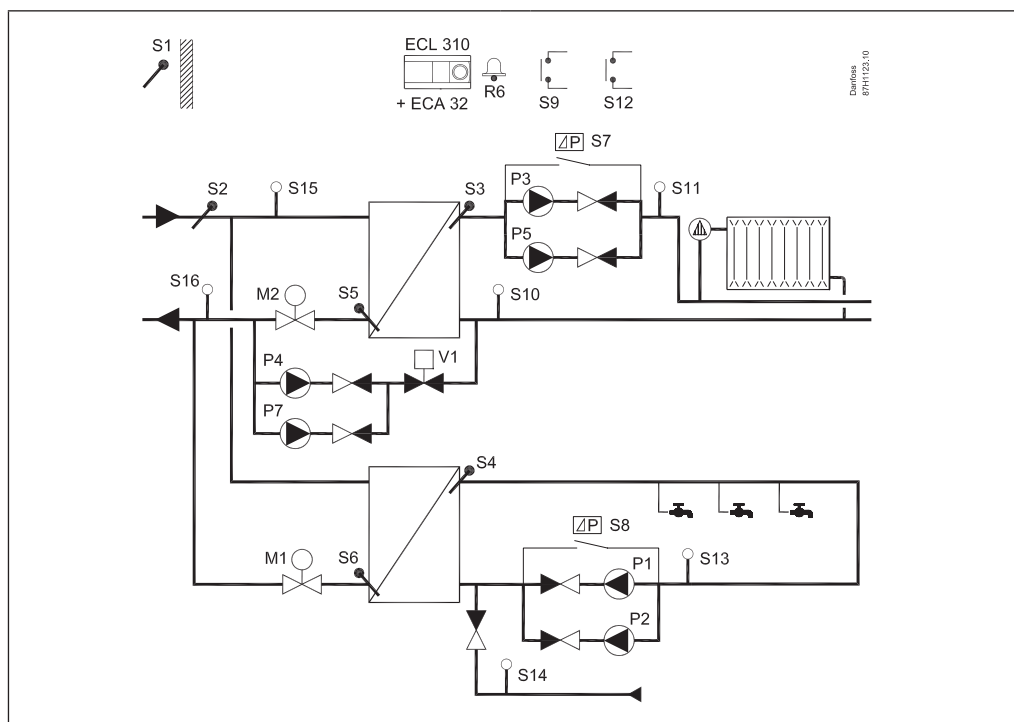 S1
ECL 310
+ ECA 32
R6
S9
S12
Danfoss
87H1123.10
⊿P S7
S2
S15
S3
P3
S11
P5
S16
M2
S5
S10
P4
V1
P7
S4
⊿P S8
M1
S6
P1
S13
P2
S14